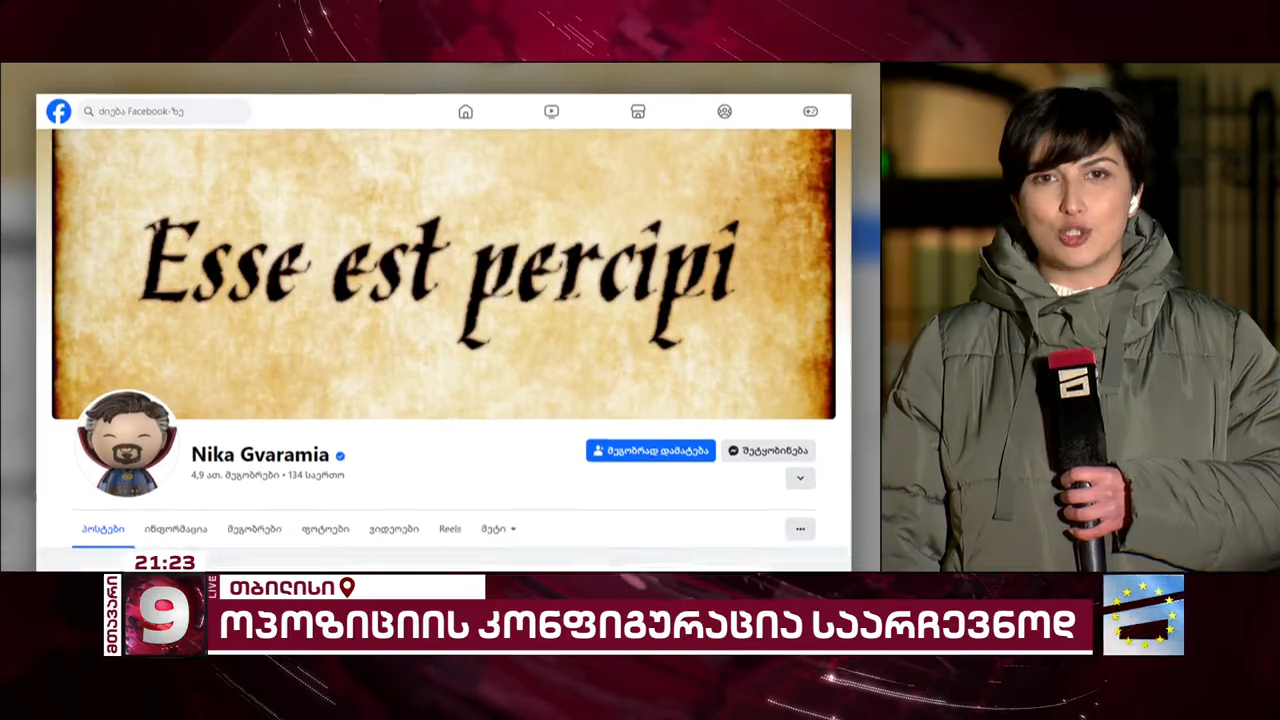 ძიება Facebook-ზე
Esse est percipi
Nika Gvaramia
4,9 ათ. მეგობრები • 134 საერთო
მეგობრად დამატება
შეტყობინება
პოსტები ინფორმაცია მეგობრები ფოტოები ვიდეოები Reels მეტი
21:23
მთავარი
9
LIVE
თბილისი
ოპოზიციის კონფიგურაცია საარჩევნოდ